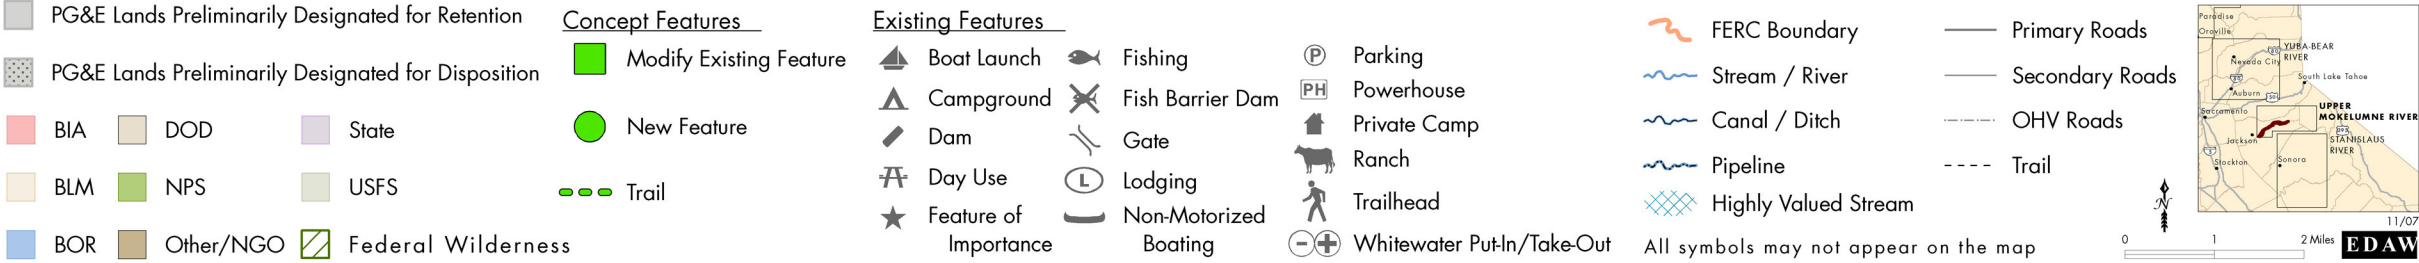 PG&E Lands Preliminarily Designated for Retention
PG&E Lands Preliminarily Designated for Disposition
BIA
DOD
State
BLM
NPS
USFS
BOR
Other/NGO
Federal Wilderness
Concept Features
Modify Existing Feature
New Feature
Trail
Existing Features
Boat Launch
Campground
Dam
Day Use
Feature of
Importance
Fishing
Fish Barrier Dam
Gate
L
Lodging
Non-Motorized
Boating
P
Parking
PH
Powerhouse
Private Camp
Ranch
Trailhead
Whitewater Put-In/Take-Out
FERC Boundary
Stream / River
Canal / Ditch
Pipeline
Highly Valued Stream
All symbols may not appear on the map
Primary Roads
Secondary Roads
OHV Roads
Trail
N
0 1 2 Miles
Paradise
Oroville
YUBA-BEAR
RIVER
Nevada City
South Lake Tahoe
80
Auburn
50
Sacramento
UPPER
MOKELUMNE RIVER
Jackson
STANISLAUS
RIVER
5
Stockton
Sonora
11/07
EDAW